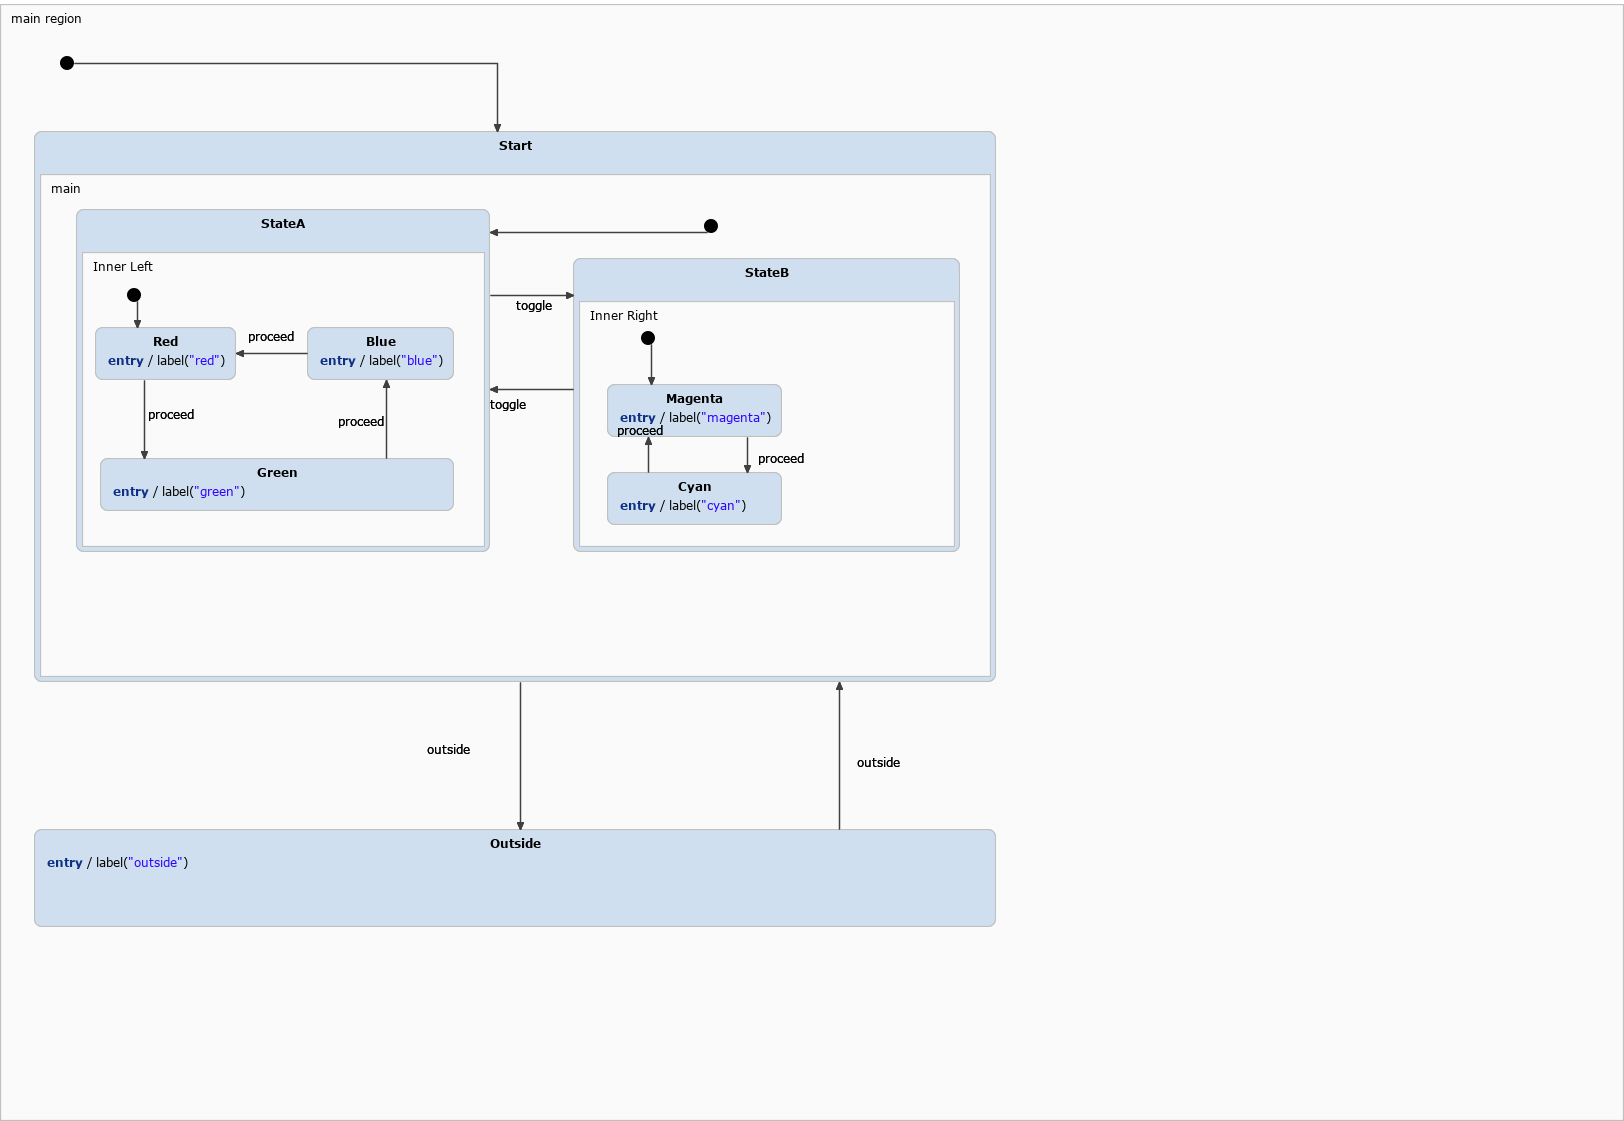 main region
Start
main
StateA
Inner Left
StateB
toggle
Inner Right
proceed
Red
entry / label("red")
Blue
entry / label("blue")
Magenta
entry / label("magenta")
toggle
proceed
proceed
proceed
proceed
Green
entry / label("green")
Cyan
entry / label("cyan")
outside
outside
Outside
entry / label("outside")